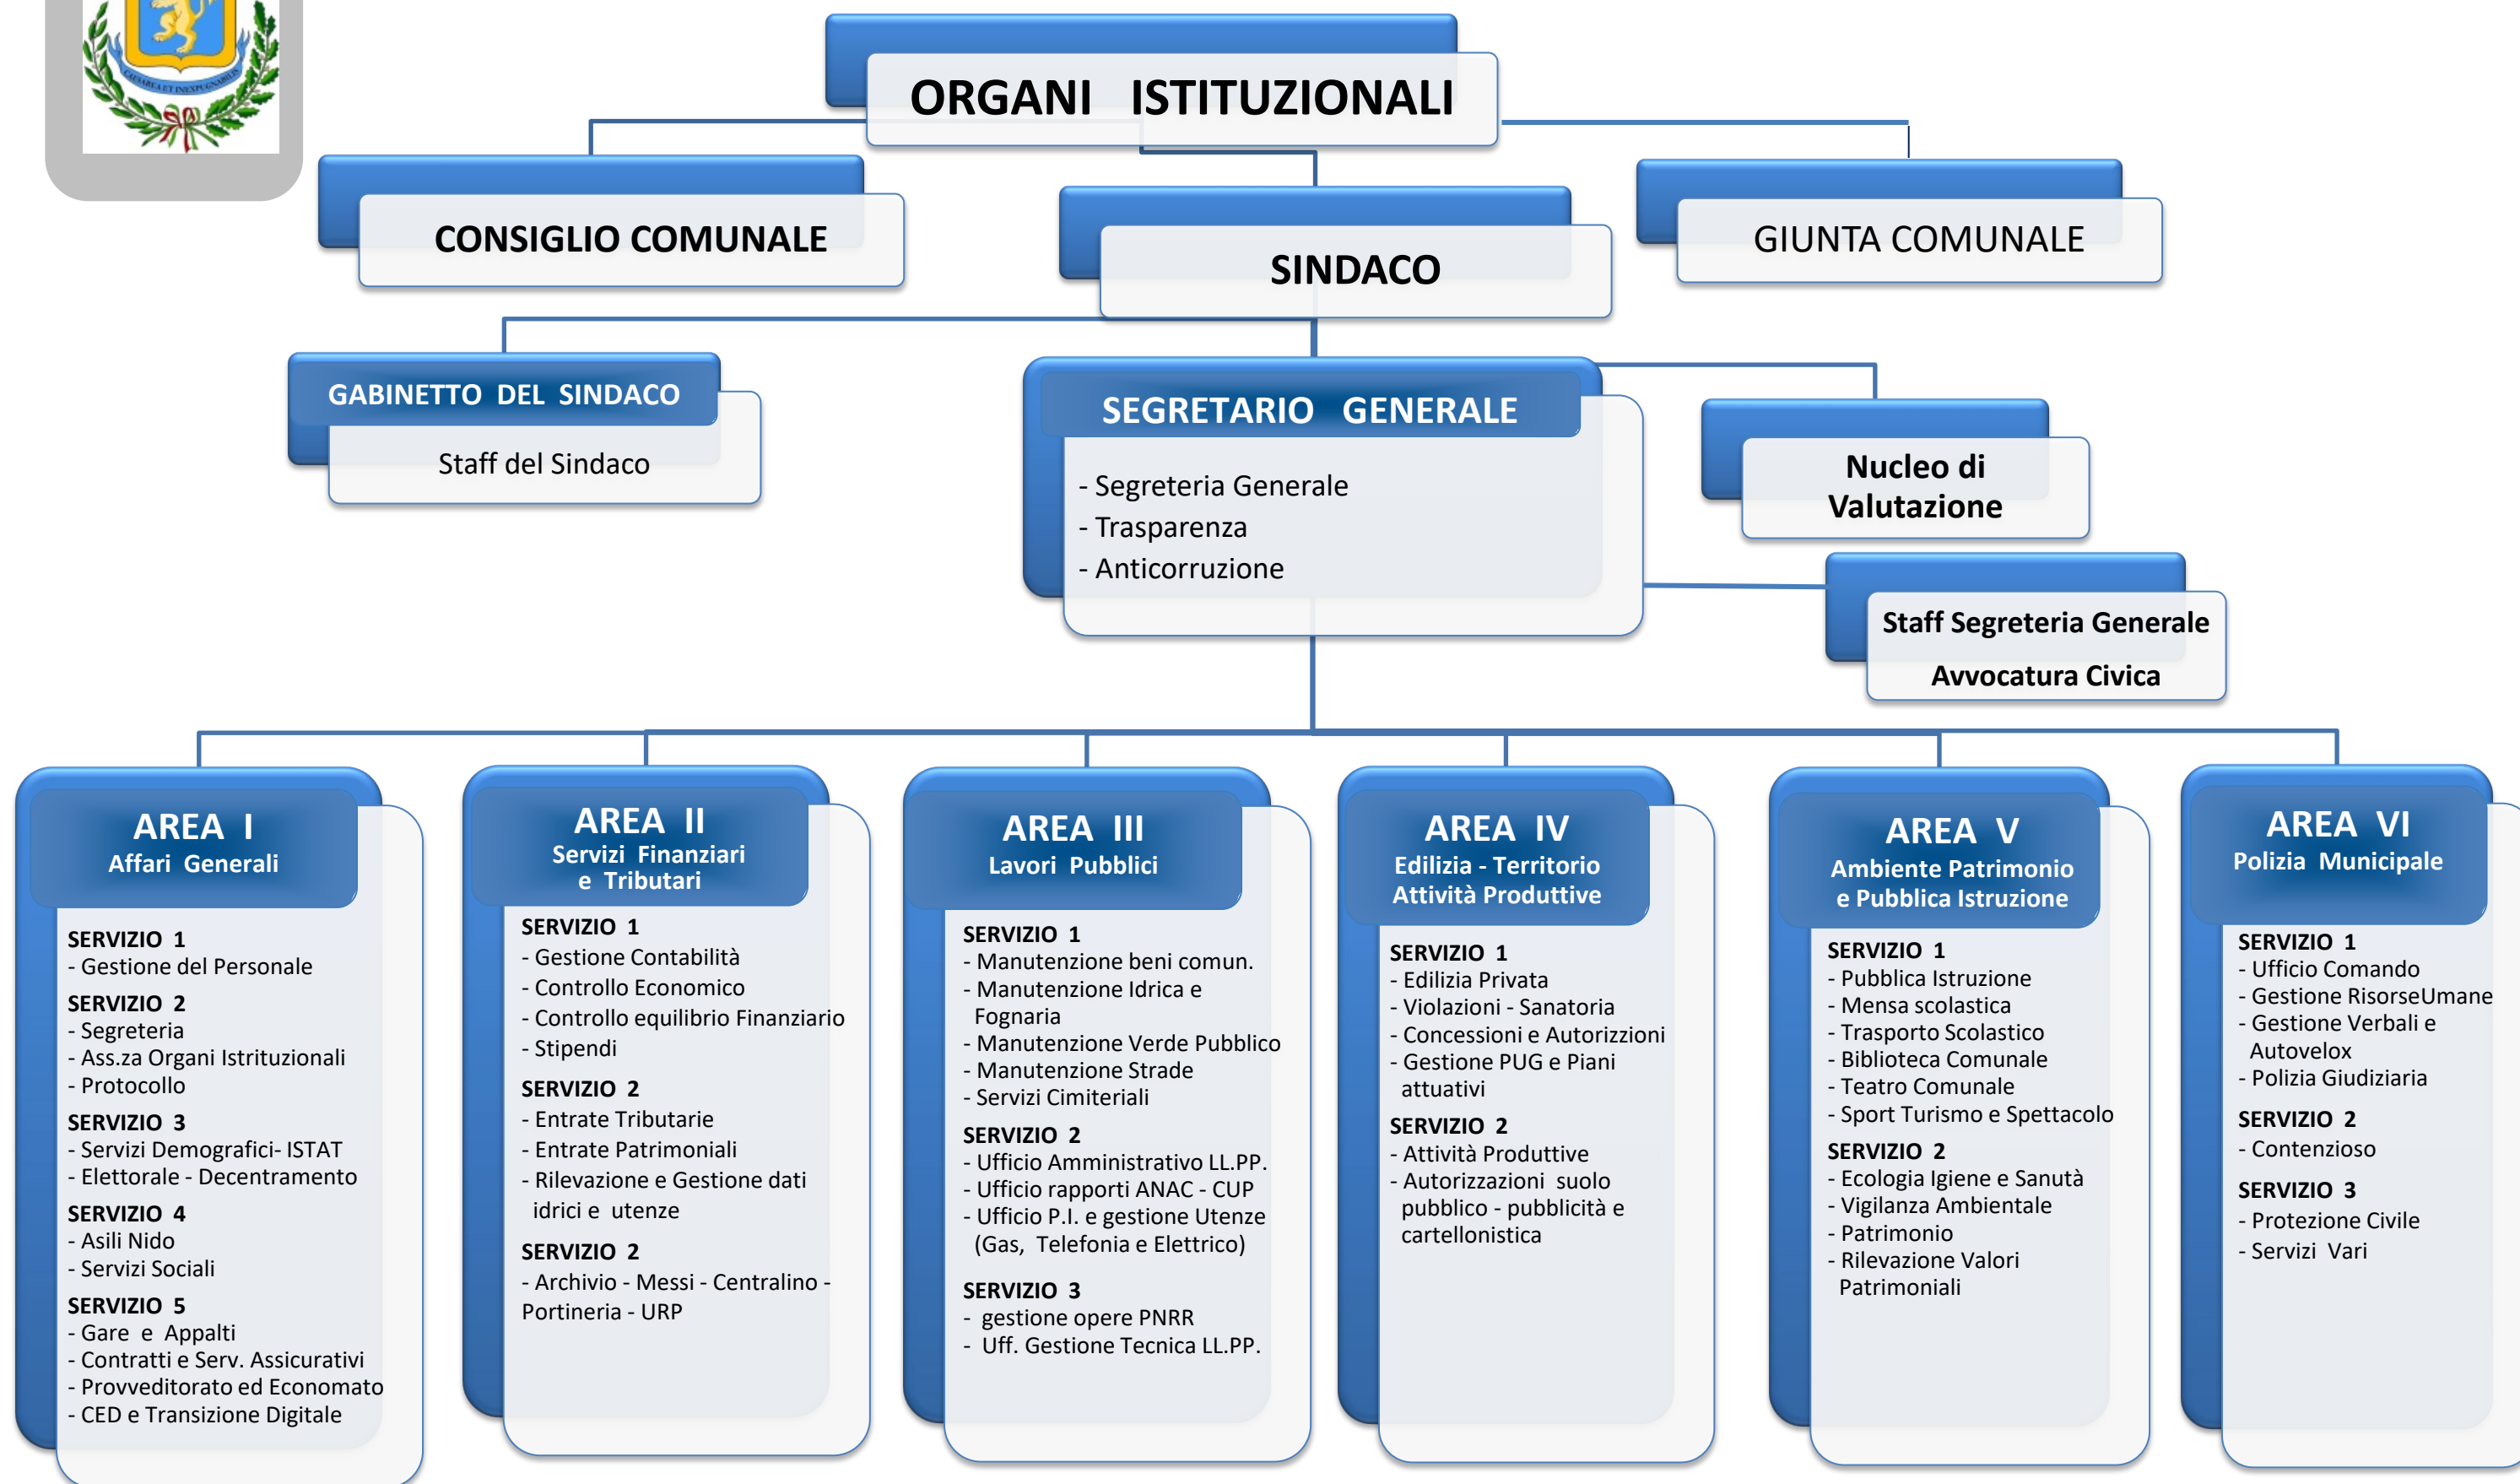 CAESAREA ET INEXPUGNABILIS
ORGANI ISTITUZIONALI
CONSIGLIO COMUNALE
SINDACO
GIUNTA COMUNALE
GABINETTO DEL SINDACO
Staff del Sindaco
SEGRETARIO GENERALE
- Segreteria Generale
- Trasparenza
- Anticorruzione
Nucleo di
Valutazione
Staff Segreteria Generale
Avvocatura Civica
AREA I
Affari Generali
SERVIZIO 1
- Gestione del Personale
SERVIZIO 2
- Segreteria
- Ass.za Organi Istrituzionali
- Protocollo
SERVIZIO 3
- Servizi Demografici- ISTAT
- Elettorale - Decentramento
SERVIZIO 4
- Asili Nido
- Servizi Sociali
SERVIZIO 5
- Gare e Appalti
- Contratti e Serv. Assicurativi
- Provveditorato ed Economato
- CED e Transizione Digitale
AREA II
Servizi Finanziari
e Tributari
SERVIZIO 1
- Gestione Contabilità
- Controllo Economico
- Controllo equilibrio Finanziario
- Stipendi
SERVIZIO 2
- Entrate Tributarie
- Entrate Patrimoniali
- Rilevazione e Gestione dati
idrici e utenze
SERVIZIO 2
- Archivio - Messi - Centralino -
Portineria - URP
AREA III
Lavori Pubblici
SERVIZIO 1
- Manutenzione beni comun.
- Manutenzione Idrica e
Fognaria
- Manutenzione Verde Pubblico
- Manutenzione Strade
- Servizi Cimiteriali
SERVIZIO 2
- Ufficio Amministrativo LL.PP.
- Ufficio rapporti ANAC - CUP
- Ufficio P.I. e gestione Utenze
(Gas, Telefonia e Elettrico)
SERVIZIO 3
- gestione opere PNRR
- Uff. Gestione Tecnica LL.PP.
AREA IV
Edilizia - Territorio
Attività Produttive
SERVIZIO 1
- Edilizia Privata
- Violazioni - Sanatoria
- Concessioni e Autorizzioni
- Gestione PUG e Piani
attuativi
SERVIZIO 2
- Attività Produttive
- Autorizzazioni suolo
pubblico - pubblicità e
cartellonistica
AREA V
Ambiente Patrimonio
e Pubblica Istruzione
SERVIZIO 1
- Pubblica Istruzione
- Mensa scolastica
- Trasporto Scolastico
- Biblioteca Comunale
- Teatro Comunale
- Sport Turismo e Spettacolo
SERVIZIO 2
- Ecologia Igiene e Sanutà
- Vigilanza Ambientale
- Patrimonio
- Rilevazione Valori
Patrimoniali
AREA VI
Polizia Municipale
SERVIZIO 1
- Ufficio Comando
- Gestione RisorseUmane
- Gestione Verbali e
Autovelox
- Polizia Giudiziaria
SERVIZIO 2
- Contenzioso
SERVIZIO 3
- Protezione Civile
- Servizi Vari